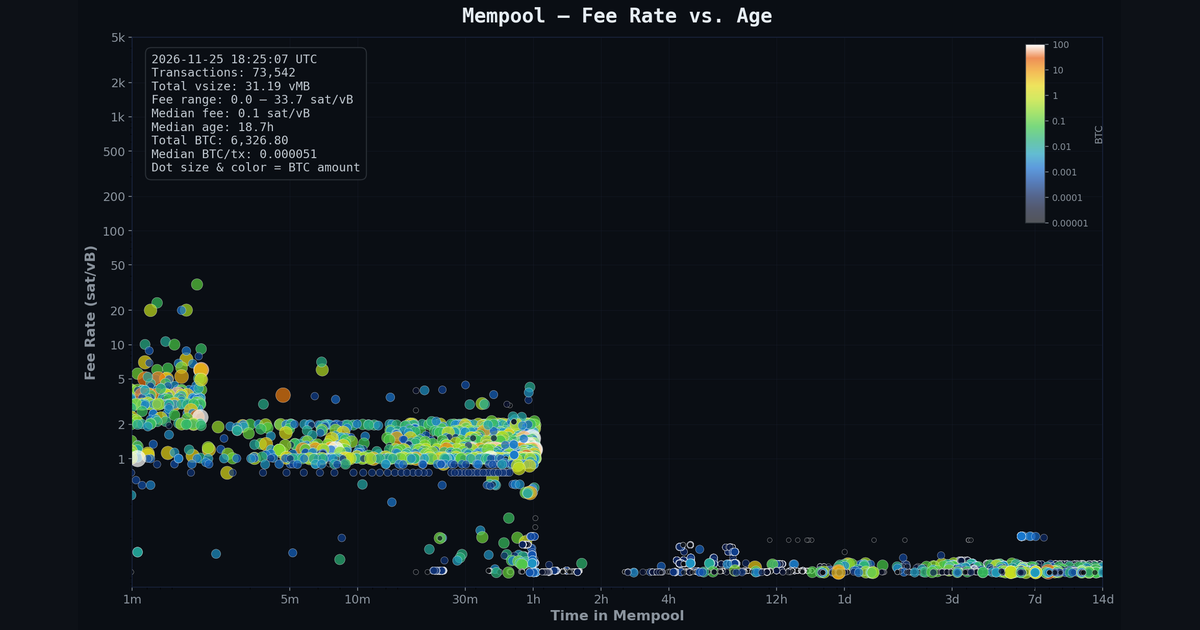 Mempool — Fee Rate vs. Age
2026-11-25 18:25:07 UTC
Transactions: 73,542
Total vsize: 31.19 vMB
Fee range: 0.0 — 33.7 sat/vB
Median fee: 0.1 sat/vB
Median age: 18.7h
Total BTC: 6,326.80
Median BTC/tx: 0.000051
Dot size & color = BTC amount
Fee Rate (sat/vB)
5k
2k
1k
500
200
100
50
20
10
5
2
1
100
10
1
0.1
0.01
0.001
0.0001
0.00001
BTC
1m 5m 10m 30m 1h 2h 4h 12h 1d 3d 7d 14d
Time in Mempool